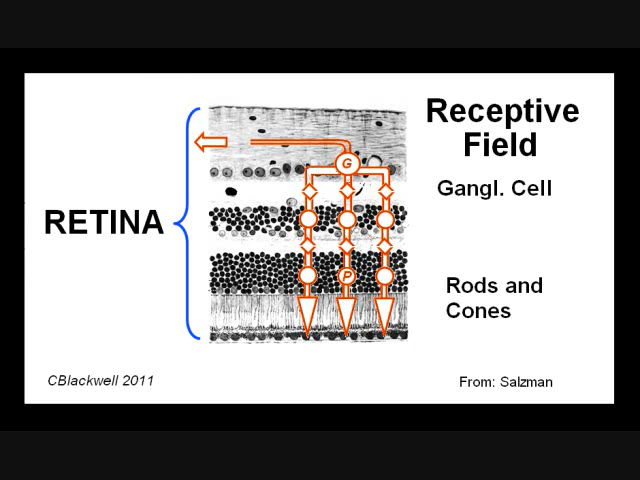 Receptive
Field
Gangl. Cell
RETINA
G
P
Rods and
Cones
CBlackwell 2011
From: Salzman